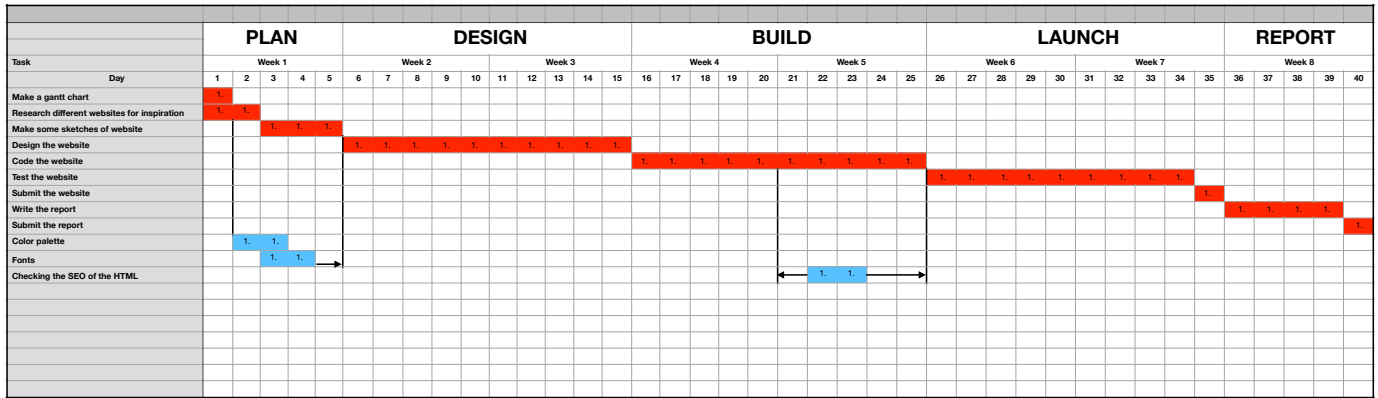 PLAN DESIGN BUILD LAUNCH REPORT
Task Week 1 Week 2 Week 3 Week 4 Week 5 Week 6 Week 7 Week 8
Day 1 2 3 4 5 6 7 8 9 10 11 12 13 14 15 16 17 18 19 20 21 22 23 24 25 26 27 28 29 30 31 32 33 34 35 36 37 38 39 40
Make a gantt chart 1.
Research different websites for inspiration 1. 1.
Make some sketches of website 1. 1. 1.
Design the website 1. 1. 1. 1. 1. 1. 1. 1. 1. 1.
Code the website 1. 1. 1. 1. 1. 1. 1. 1. 1. 1.
Test the website 1. 1. 1. 1. 1. 1. 1. 1. 1.
Submit the website 1.
Write the report 1. 1. 1. 1.
Submit the report 1.
Color palette 1. 1.
Fonts 1. 1.
Checking the SEO of the HTML 1. 1.